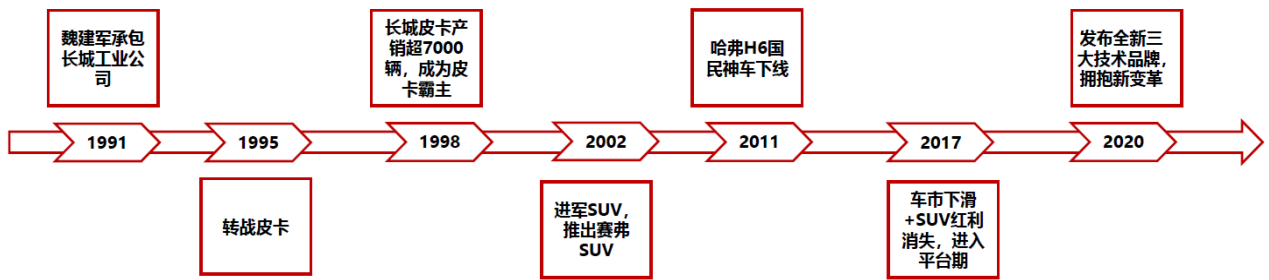 魏建军承包
长城工业公
司
长城皮卡产
销超7000
辆，成为皮
卡霸主
哈弗H6国
民神车下线
发布全新三
大技术品牌，
拥抱新变革
1991
1995
1998
2002
2011
2017
2020
转战皮卡
进军SUV，
推出赛弗
SUV
车市下滑
+SUV红利
消失，进入
平台期